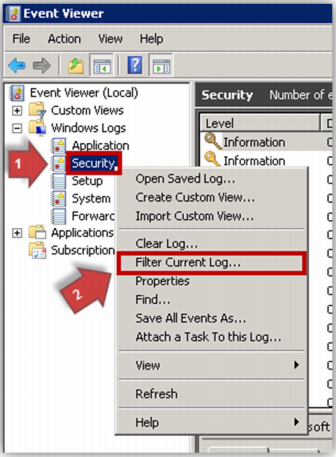 Event Viewer
File Action View Help
Event Viewer (Local)
Custom Views
Windows Logs
Application
Security
Setup
System
Forwarc
Applications
Subscription
1
2
Security Number of e
Level
Information
Information
Open Saved Log...
Create Custom View...
Import Custom View...
Clear Log...
Filter Current Log...
Properties
Find...
Save All Events As...
Attach a Task To this Log...
View
Refresh
Help
soft